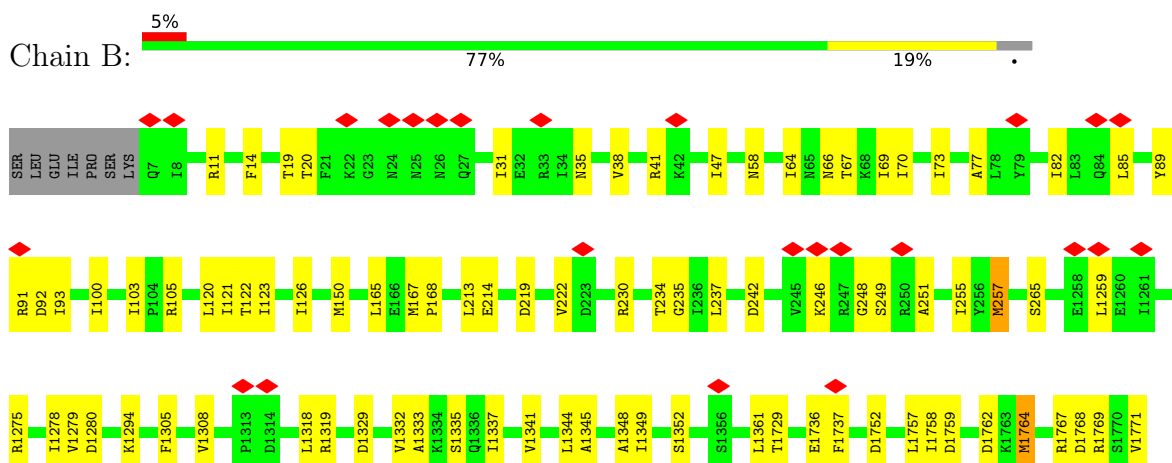 5%
Chain B:
77% 19% •
SER LEU GLU ILE PRO SER LYS Q7 I8 R11 F14 T19 T20 F21 K22 G23 N24 N25 N26 Q27 I31 E32 R33 I34 N35 V38 R41 K42 I47 N58 I64 N65 N66 T67 K68 I69 I70 I73 A77 L78 Y79 I82 L83 Q84 L85 Y89
R91 D92 I93 I100 I103 P104 R105 L120 I121 T122 I123 I126 M150 L165 E166 M167 P168 L213 E214 D219 V222 D223 R230 T234 G235 I236 L237 D242 V245 K246 R247 G248 S249 R250 A251 I255 Y256 M257 S265 E1258 L1259 E1260 I1261
R1275 I1278 V1279 D1280 K1294 F1305 V1308 P1313 D1314 L1318 R1319 D1329 V1332 A1333 K1334 S1335 Q1336 I1337 V1341 L1344 A1345 A1348 I1349 S1352 S1356 L1361 T1729 E1736 F1737 D1752 L1757 I1758 D1759 D1762 K1763 M1764 R1767 D1768 R1769 S1770 V1771